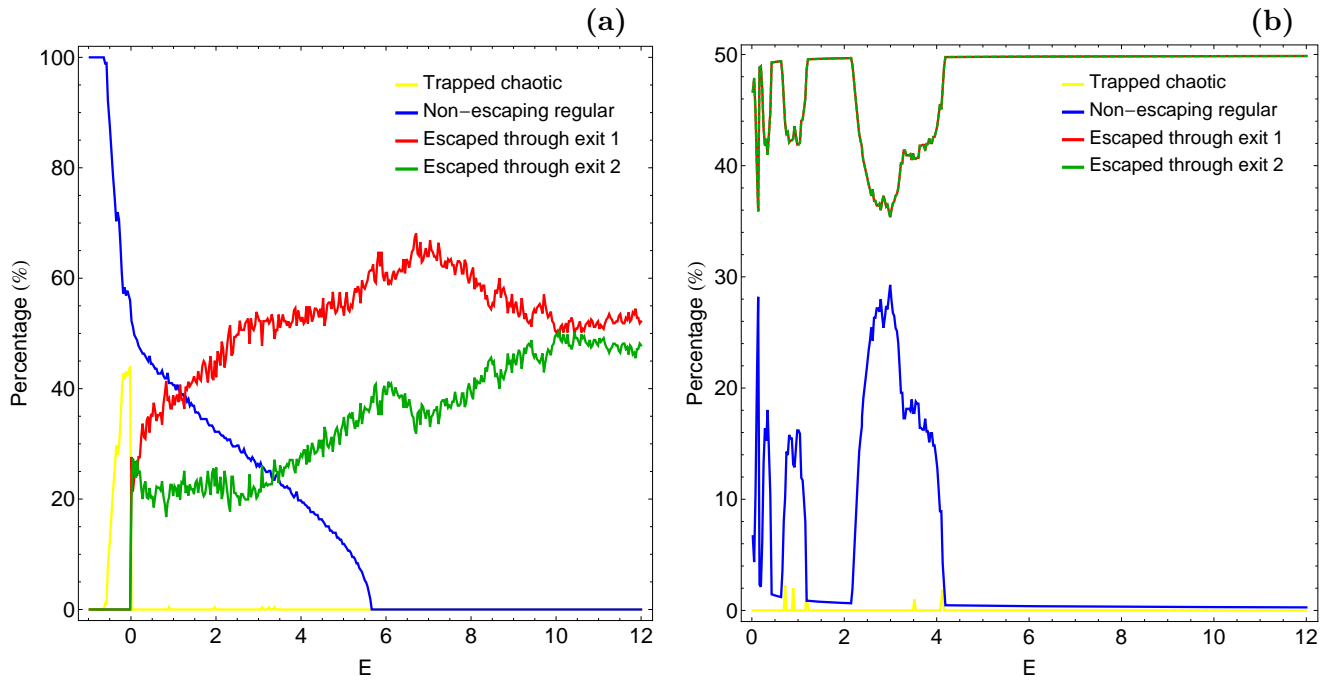 (a)
100
80
60
40
20
0
0 2 4 6 8 10 12
Percentage (%)
E
Trapped chaotic
Non−escaping regular
Escaped through exit 1
Escaped through exit 2
(b)
50
40
30
20
10
0
0 2 4 6 8 10 12
Percentage (%)
E
Trapped chaotic
Non−escaping regular
Escaped through exit 1
Escaped through exit 2